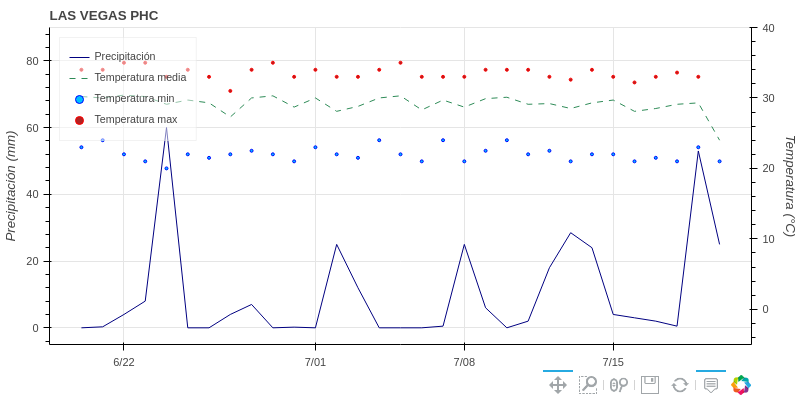 LAS VEGAS PHC
Precipitación
Temperatura media
Temperatura min
Temperatura max
Precipitación (mm)
80
60
40
20
0
Temperatura (°C)
40
30
20
10
0
6/22
7/01
7/08
7/15